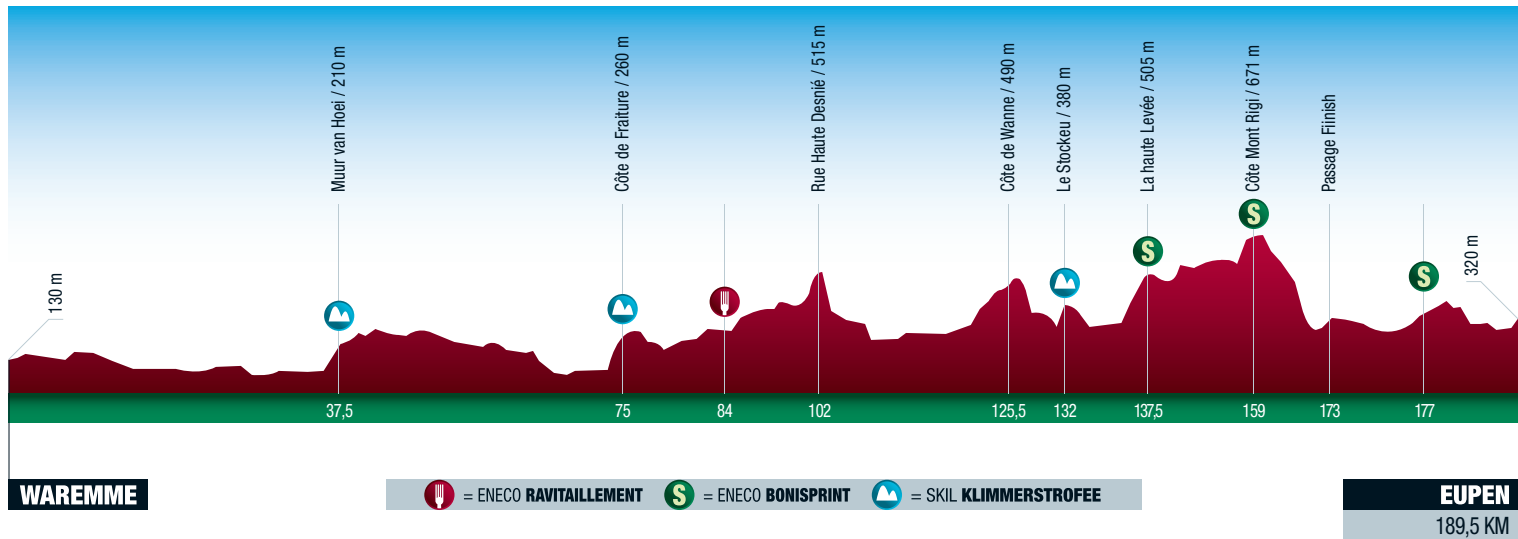 130 m
Muur van Hoei / 210 m
Côte de Fraiture / 260 m
Rue Haute Desnié / 515 m
Côte de Wanne / 490 m
Le Stockeu / 380 m
La haute Levée / 505 m
Côte Mont Rigi / 671 m
Passage Fiinish
320 m
S
S
S
37,5
75
84
102
125,5
132
137,5
159
173
177
WAREMME
= ENECO RAVITAILLEMENT
S = ENECO BONISPRINT
= SKIL KLIMMERSTROFEE
EUPEN
189,5 KM